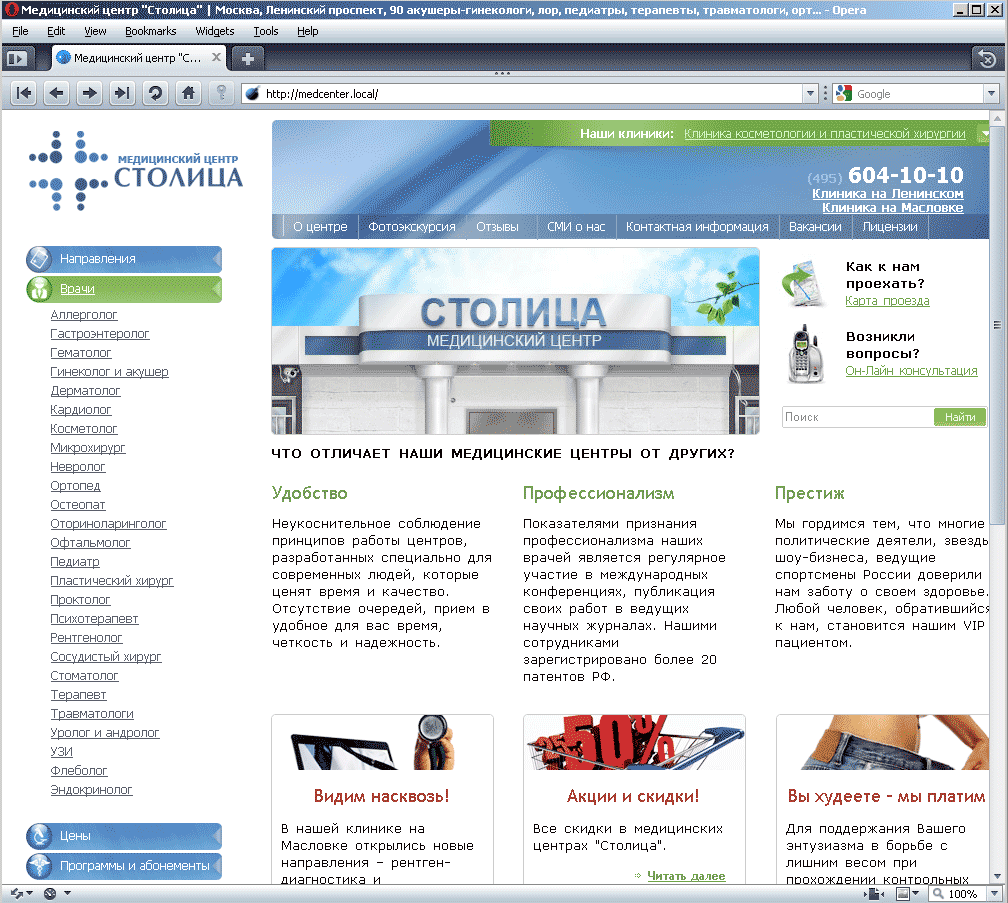 Медицинский центр "Столица" | Москва, Ленинский проспект, 90 акушеры-гинекологи, лор, педиатры, терапевты, травматологи, орт... - Opera
File Edit View Bookmarks Widgets Tools Help
Медицинский центр "С...
http://medcenter.local/
Google
МЕДИЦИНСКИЙ ЦЕНТР
СТОЛИЦА
Наши клиники: Клиника косметологии и пластической хирургии
(495) 604-10-10
Клиника на Ленинском
Клиника на Масловке
О центре Фотоэкскурсия Отзывы СМИ о нас Контактная информация Вакансии Лицензии
Направления
Врачи
Аллерголог
Гастроэнтеролог
Гематолог
Гинеколог и акушер
Дерматолог
Кардиолог
Косметолог
Микрохирург
Невролог
Ортопед
Остеопат
Оториноларинголог
Офтальмолог
Педиатр
Пластический хирург
Проктолог
Психотерапевт
Рентгенолог
Сосудистый хирург
Стоматолог
Терапевт
Травматологи
Уролог и андролог
УЗИ
Флеболог
Эндокринолог
Цены
Программы и абонементы
СТОЛИЦА
МЕДИЦИНСКИЙ ЦЕНТР
Как к нам
проехать?
Карта проезда
Возникли
вопросы?
Он-Лайн консультация
Поиск
Найти
ЧТО ОТЛИЧАЕТ НАШИ МЕДИЦИНСКИЕ ЦЕНТРЫ ОТ ДРУГИХ?
Удобство
Неукоснительное соблюдение
принципов работы центров,
разработанных специально для
современных людей, которые
ценят время и качество.
Отсутствие очередей, прием в
удобное для вас время,
четкость и надежность.
Профессионализм
Показателями признания
профессионализма наших
врачей является регулярное
участие в международных
конференциях, публикация
своих работ в ведущих
научных журналах. Нашими
сотрудниками
зарегистрировано более 20
патентов РФ.
Престиж
Мы гордимся тем, что многие
политические деятели, звезды
шоу-бизнеса, ведущие
спортсмены России доверили
нам заботу о своем здоровье.
Любой человек, обратившийся
к нам, становится нашим VIP
пациентом.
Видим насквозь!
В нашей клинике на
Масловке открылись новые
направления – рентген-
диагностика и
50%
Акции и скидки!
Все скидки в медицинских
центрах "Столица".
Читать далее
Вы худеете - мы платим
Для поддержания Вашего
энтузиазма в борьбе с
лишним весом при
прохождении контрольных
100%